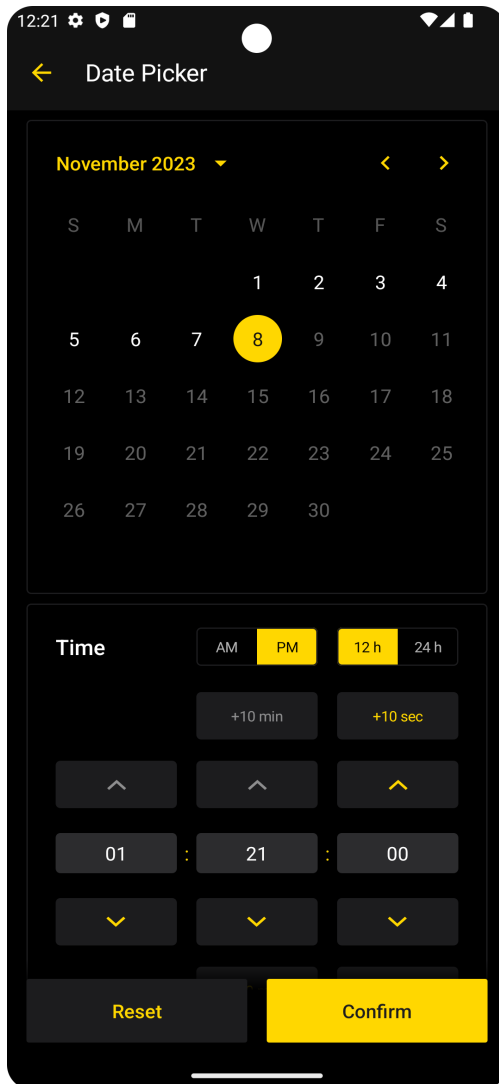 12:21
Date Picker
November 2023
S M T W T F S
1 2 3 4
5 6 7 8 9 10 11
12 13 14 15 16 17 18
19 20 21 22 23 24 25
26 27 28 29 30
Time AM PM 12 h 24 h
+10 min +10 sec
01 : 21 : 00
Reset Confirm